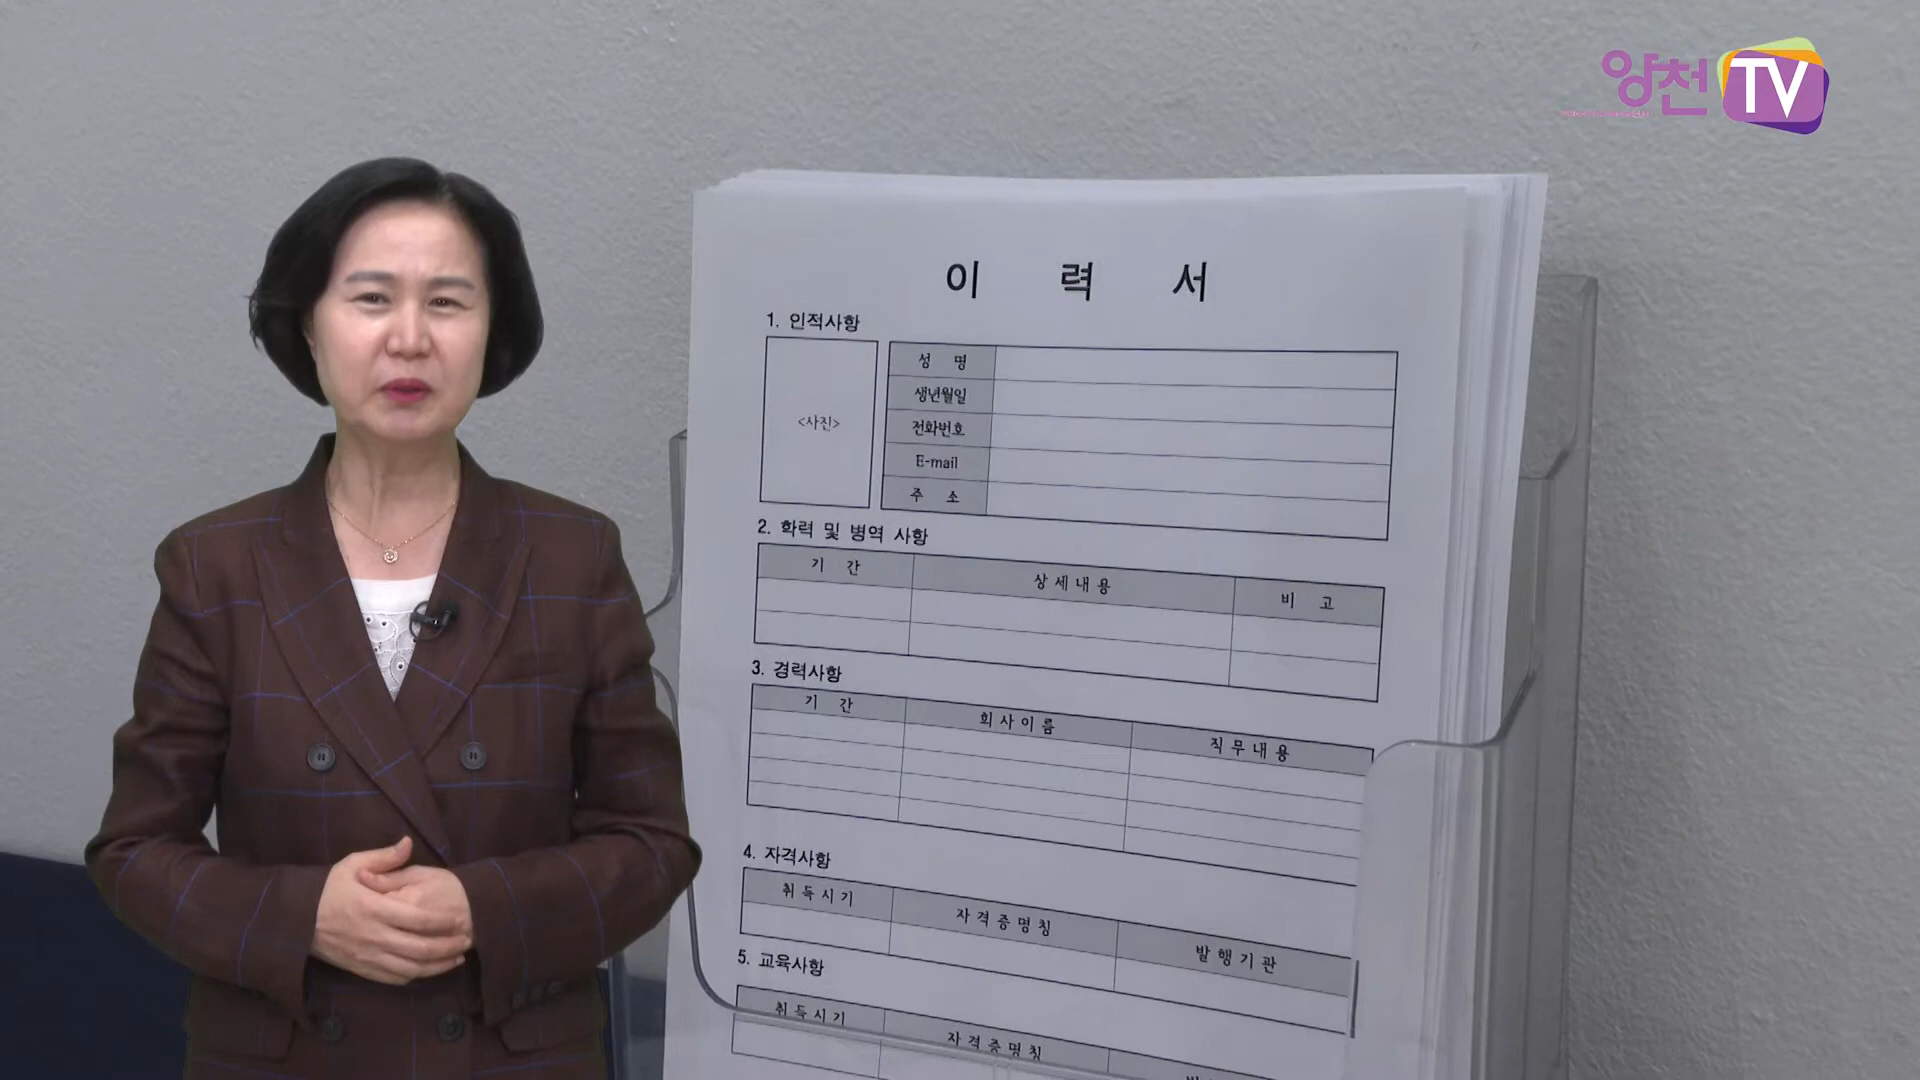 양천 TV
이 력 서
1. 인적사항
<사진>
성 명
생년월일
전화번호
E-mail
주 소
2. 학력 및 병역 사항
기 간 상세내용 비 고
3. 경력사항
기 간 회사이름 직무내용
4. 자격사항
취득시기 자격증명칭 발행기관
5. 교육사항
취득시기 자격증명칭